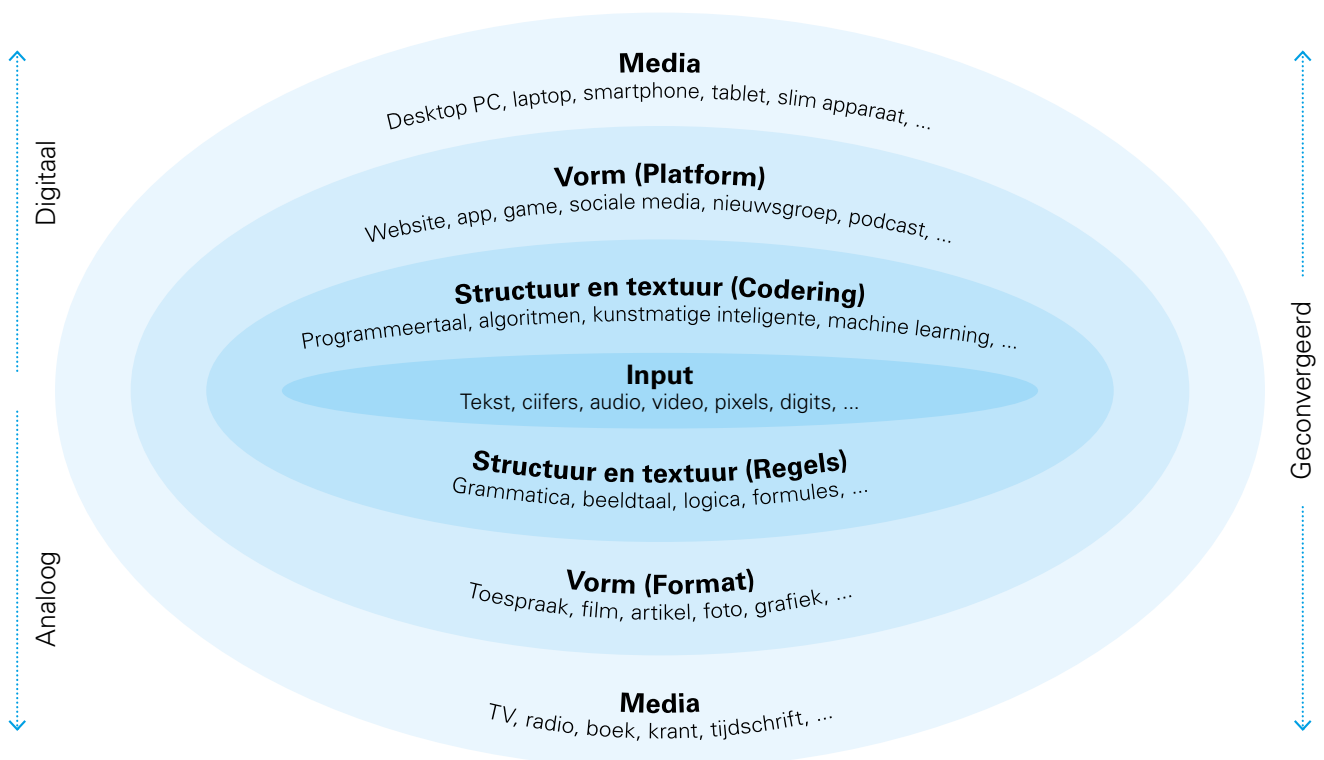 Media
Desktop PC, laptop, smartphone, tablet, slim apparaat, ...
Vorm (Platform)
Website, app, game, sociale media, nieuwsgroep, podcast, ...
Structuur en textuur (Codering)
Programmeertaal, algoritmen, kunstmatige inteligente, machine learning, ...
Input
Tekst, ciifers, audio, video, pixels, digits, ...
Structuur en textuur (Regels)
Grammatica, beeldtaal, logica, formules, ...
Vorm (Format)
Toespraak, film, artikel, foto, grafiek, ...
Media
TV, radio, boek, krant, tijdschrift, ...
Digitaal
Analoog
Geconvergeerd